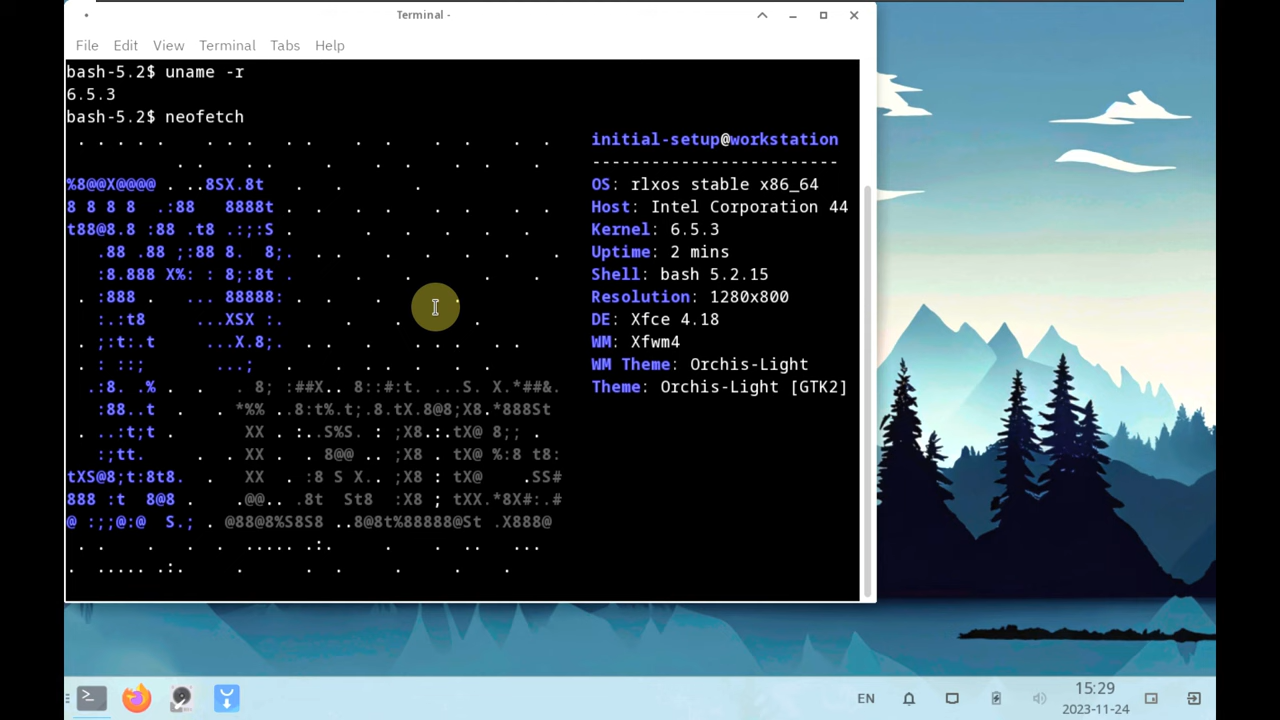 Terminal -
File Edit View Terminal Tabs Help
bash-5.2$ uname -r
6.5.3
bash-5.2$ neofetch
initial-setup@workstation
-------------------------
OS: rlxos stable x86_64
Host: Intel Corporation 44
Kernel: 6.5.3
Uptime: 2 mins
Shell: bash 5.2.15
Resolution: 1280x800
DE: Xfce 4.18
WM: Xfwm4
WM Theme: Orchis-Light
Theme: Orchis-Light [GTK2]
EN
15:29
2023-11-24